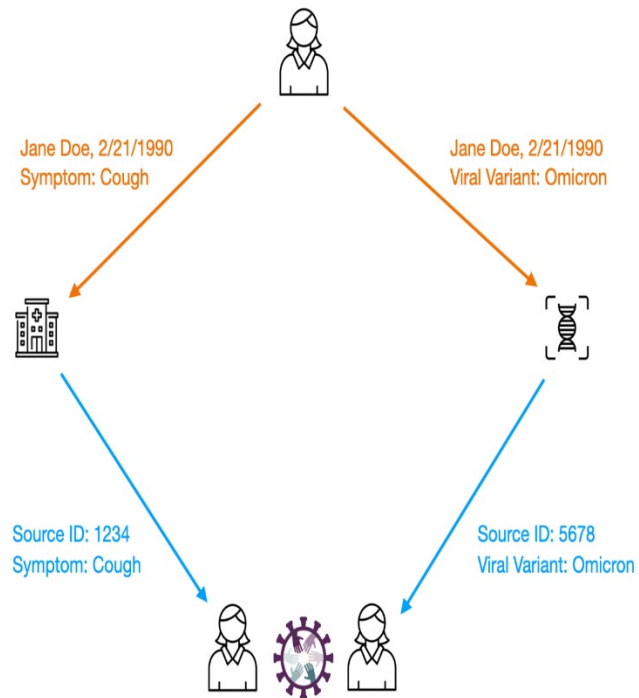 Jane Doe, 2/21/1990
Symptom: Cough
Jane Doe, 2/21/1990
Viral Variant: Omicron
Source ID: 1234
Symptom: Cough
Source ID: 5678
Viral Variant: Omicron